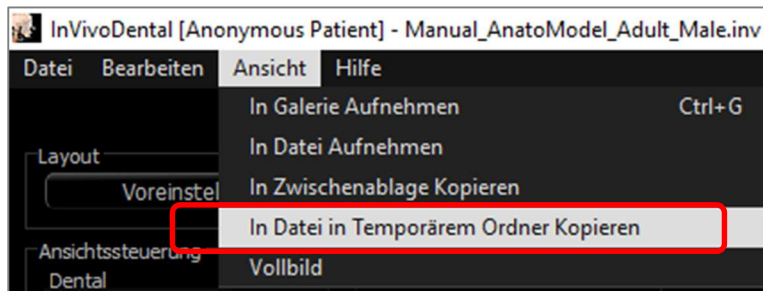 InVivoDental [Anonymous Patient] - Manual_AnatoModel_Adult_Male.inv
Datei Bearbeiten Ansicht Hilfe
In Galerie Aufnehmen Ctrl+G
In Datei Aufnehmen
Layout
Voreinstel
In Zwischenablage Kopieren
In Datei in Temporärem Ordner Kopieren
Ansichtssteuerung
Vollbild
Dental